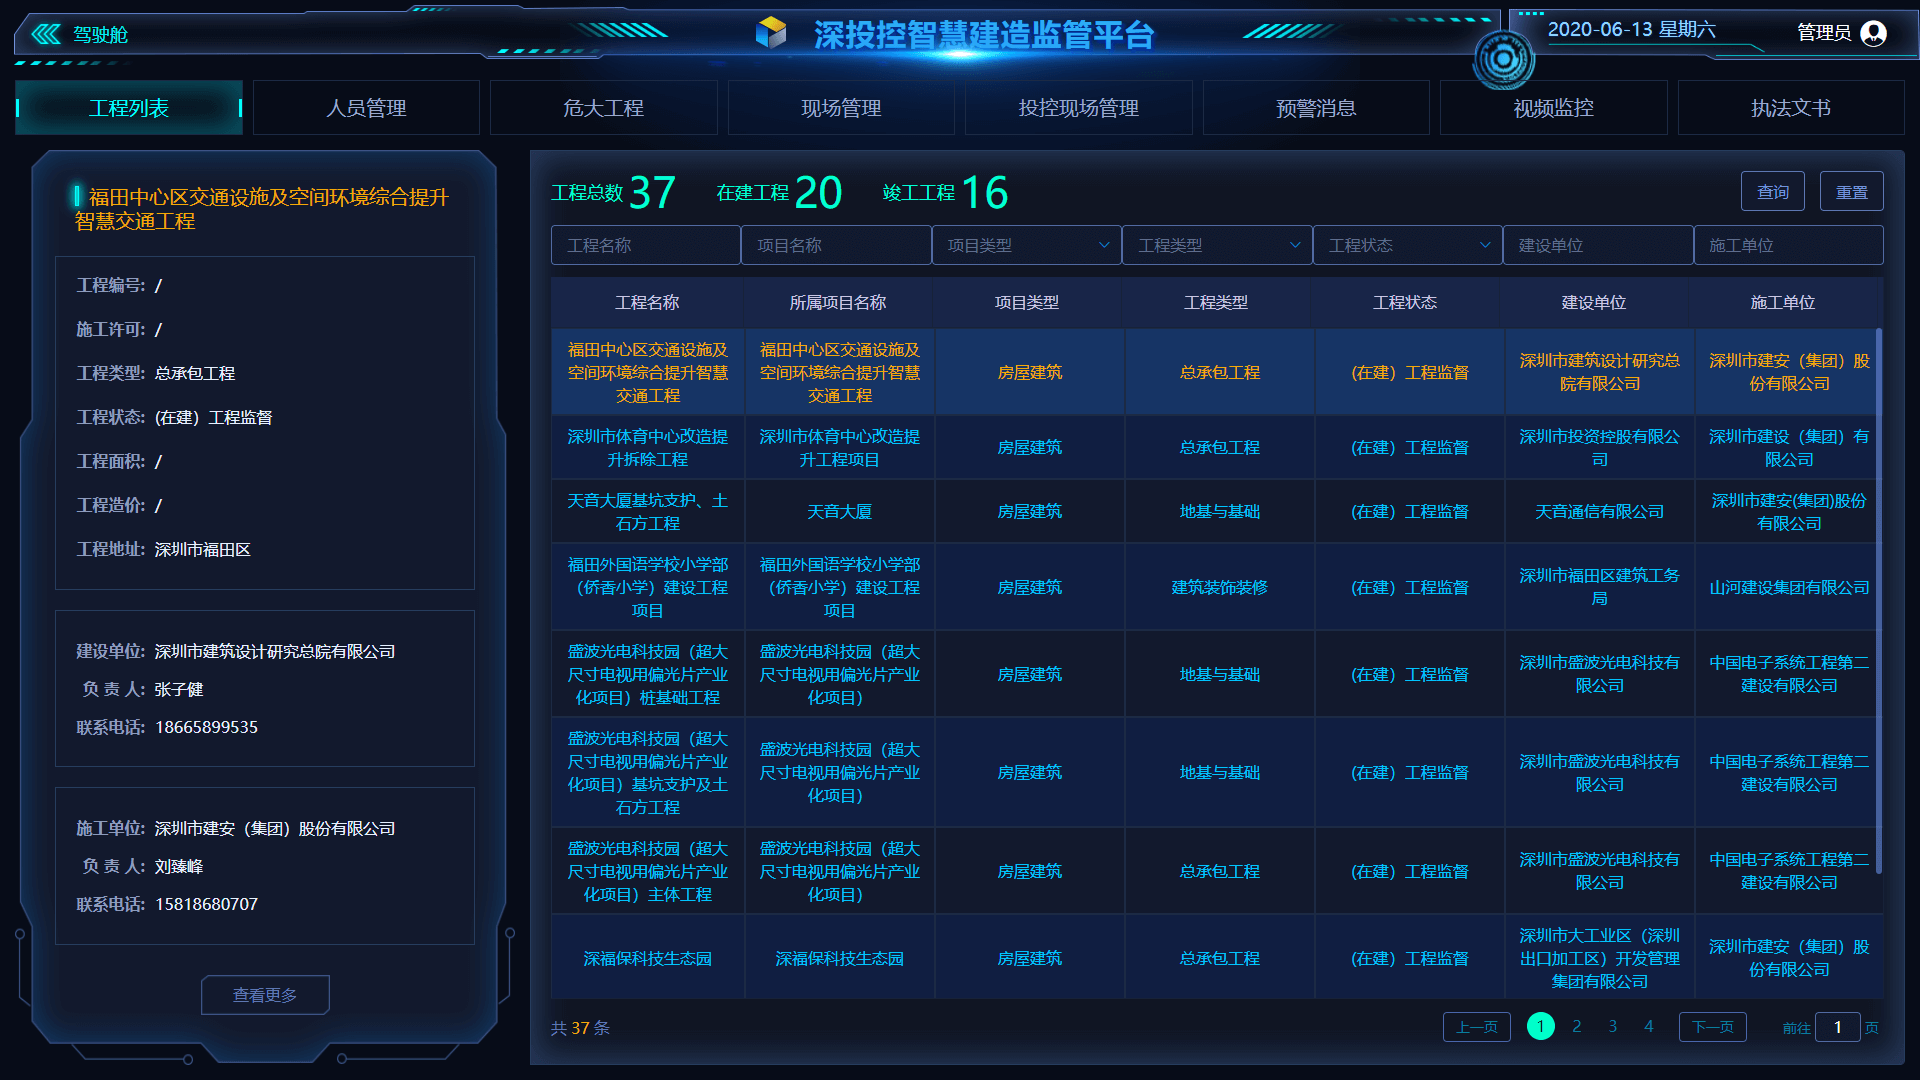 驾驶舱
深投控智慧建造监管平台
2020-06-13 星期六
管理员
工程列表
人员管理
危大工程
现场管理
投控现场管理
预警消息
视频监控
执法文书
福田中心区交通设施及空间环境综合提升
智慧交通工程
工程编号: /
施工许可: /
工程类型: 总承包工程
工程状态: (在建）工程监督
工程面积: /
工程造价: /
工程地址: 深圳市福田区
建设单位: 深圳市建筑设计研究总院有限公司
负 责 人: 张子健
联系电话: 18665899535
施工单位: 深圳市建安（集团）股份有限公司
负 责 人: 刘臻峰
联系电话: 15818680707
查看更多
工程总数 37 在建工程 20 竣工工程 16
查询
重置
工程名称
项目名称
项目类型
工程类型
工程状态
建设单位
施工单位
工程名称
所属项目名称
项目类型
工程类型
工程状态
建设单位
施工单位
福田中心区交通设施及
空间环境综合提升智慧
交通工程
福田中心区交通设施及
空间环境综合提升智慧
交通工程
房屋建筑
总承包工程
(在建）工程监督
深圳市建筑设计研究总
院有限公司
深圳市建安（集团）股
份有限公司
深圳市体育中心改造提
升拆除工程
深圳市体育中心改造提
升工程项目
房屋建筑
总承包工程
(在建）工程监督
深圳市投资控股有限公
司
深圳市建设（集团）有
限公司
天音大厦基坑支护、土
石方工程
天音大厦
房屋建筑
地基与基础
(在建）工程监督
天音通信有限公司
深圳市建安(集团)股份
有限公司
福田外国语学校小学部
（侨香小学）建设工程
项目
福田外国语学校小学部
（侨香小学）建设工程
项目
房屋建筑
建筑装饰装修
(在建）工程监督
深圳市福田区建筑工务
局
山河建设集团有限公司
盛波光电科技园（超大
尺寸电视用偏光片产业
化项目）桩基础工程
盛波光电科技园（超大
尺寸电视用偏光片产业
化项目）
房屋建筑
地基与基础
(在建）工程监督
深圳市盛波光电科技有
限公司
中国电子系统工程第二
建设有限公司
盛波光电科技园（超大
尺寸电视用偏光片产业
化项目）基坑支护及土
石方工程
盛波光电科技园（超大
尺寸电视用偏光片产业
化项目）
房屋建筑
地基与基础
(在建）工程监督
深圳市盛波光电科技有
限公司
中国电子系统工程第二
建设有限公司
盛波光电科技园（超大
尺寸电视用偏光片产业
化项目）主体工程
盛波光电科技园（超大
尺寸电视用偏光片产业
化项目）
房屋建筑
总承包工程
(在建）工程监督
深圳市盛波光电科技有
限公司
中国电子系统工程第二
建设有限公司
深福保科技生态园
深福保科技生态园
房屋建筑
总承包工程
(在建）工程监督
深圳市大工业区（深圳
出口加工区）开发管理
集团有限公司
深圳市建安（集团）股
份有限公司
共 37 条
上一页 1 2 3 4 下一页 前往 1 页